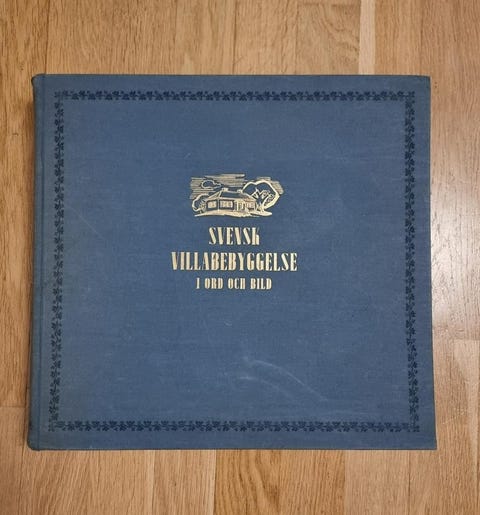 SVENSK
VILLABEBYGGELSE
I ORD OCH BILD